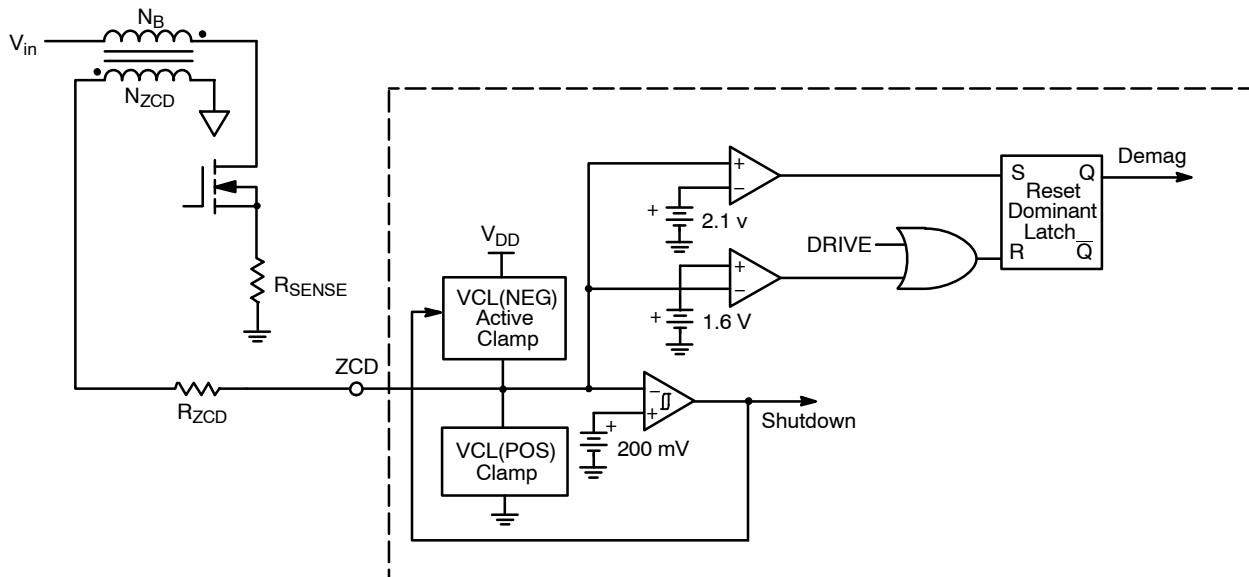 N_B
V_in
N_ZCD
R_SENSE
V_DD
VCL(NEG)
Active
Clamp
ZCD
R_ZCD
VCL(POS)
Clamp
+
−
+
2.1 v
DRIVE
+
−
+
1.6 V
S Q
Reset
Dominant
Latch
R Q̅
Demag
−
+
+
200 mV
Shutdown